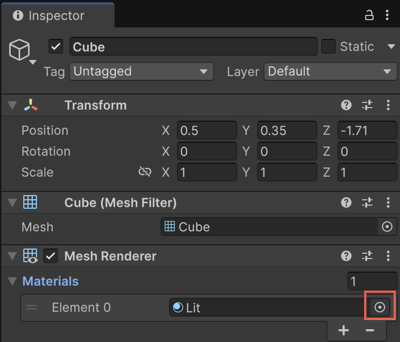 Inspector
Cube Static
Tag Untagged Layer Default
Transform
Position X 0.5 Y 0.35 Z -1.71
Rotation X 0 Y 0 Z 0
Scale X 1 Y 1 Z 1
Cube (Mesh Filter)
Mesh Cube
Mesh Renderer
Materials 1
Element 0 Lit